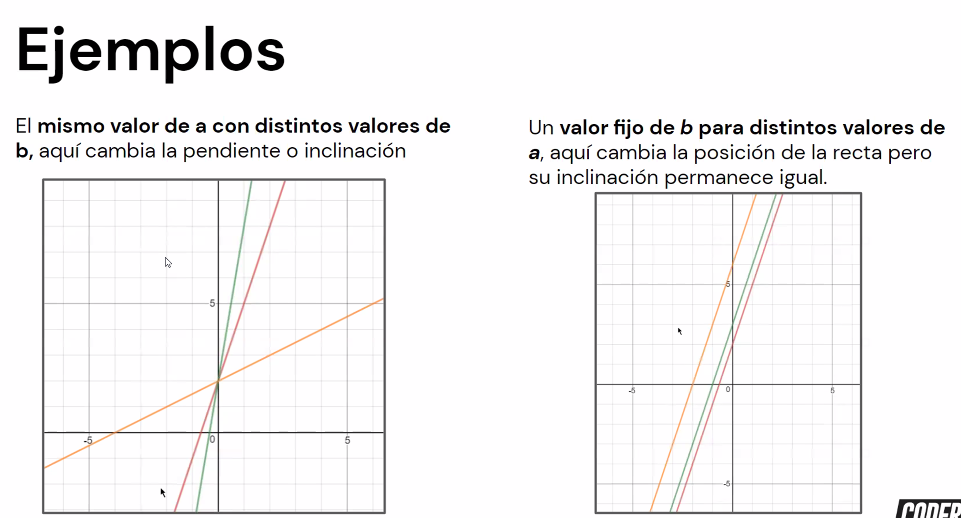 Ejemplos
El mismo valor de a con distintos valores de
b, aquí cambia la pendiente o inclinación
Un valor fijo de b para distintos valores de
a, aquí cambia la posición de la recta pero
su inclinación permanece igual.
5
-5
0
5
5
-5
0
5
-5